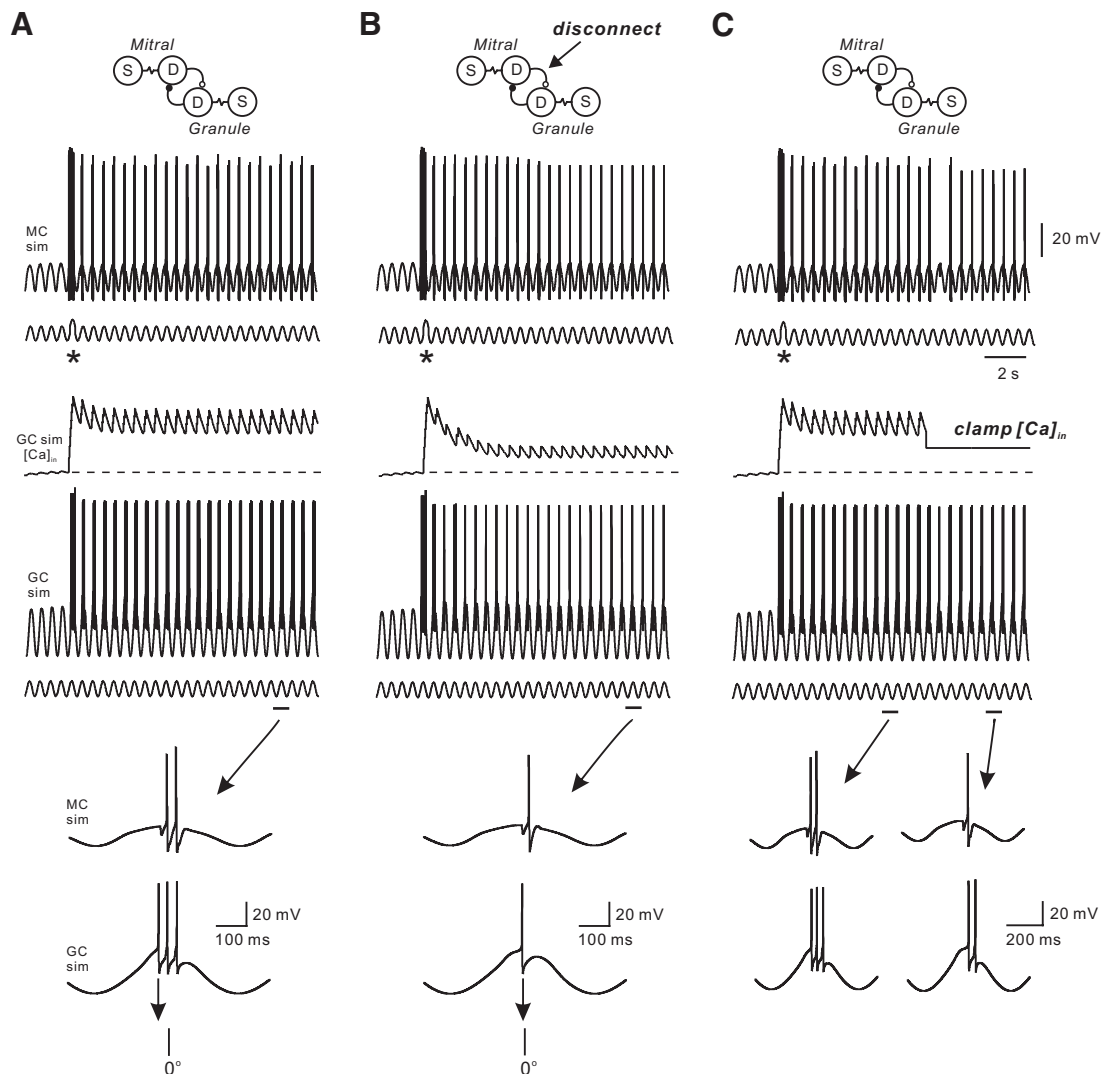 A
B
C
Mitral
S
D
D
S
Granule
Mitral
disconnect
S
D
D
S
Granule
Mitral
S
D
D
S
Granule
MC
sim
20 mV
*
*
*
2 s
GC sim
[Ca]in
clamp [Ca]in
GC
sim
MC
sim
GC
sim
20 mV
100 ms
20 mV
100 ms
20 mV
200 ms
0°
0°